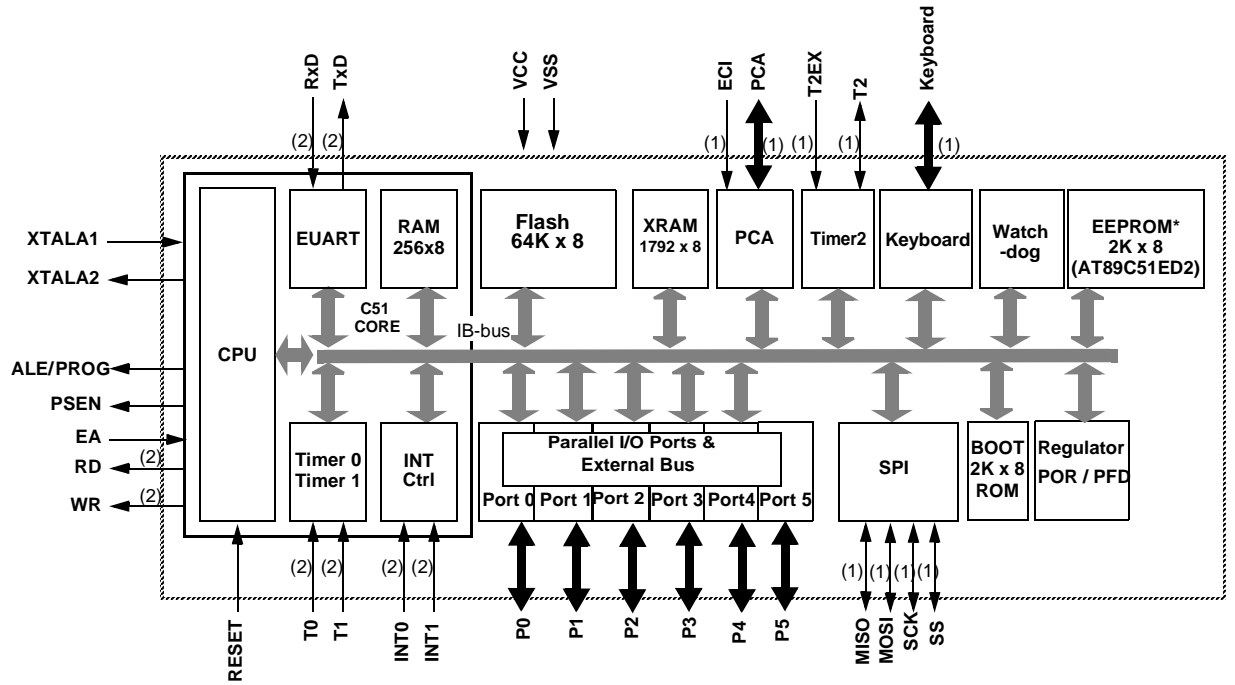 RxD
TxD
VCC
VSS
ECI
PCA
T2EX
T2
Keyboard
(2)
(2)
(1)
(1)
(1)
(1)
(1)
XTALA1
XTALA2
ALE/PROG
PSEN
EA
RD
(2)
WR
(2)
CPU
EUART
RAM
256x8
Flash
64K x 8
XRAM
1792 x 8
PCA
Timer2
Keyboard
Watch
-dog
EEPROM*
2K x 8
(AT89C51ED2)
C51
CORE
IB-bus
Timer 0
Timer 1
INT
Ctrl
Parallel I/O Ports &
External Bus
Port 0
Port 1
Port 2
Port 3
Port4
Port 5
SPI
BOOT
2K x 8
ROM
Regulator
POR / PFD
(2)
(2)
(2)
(2)
(1)
(1)
(1)
(1)
RESET
T0
T1
INT0
INT1
P0
P1
P2
P3
P4
P5
MISO
MOSI
SCK
SS